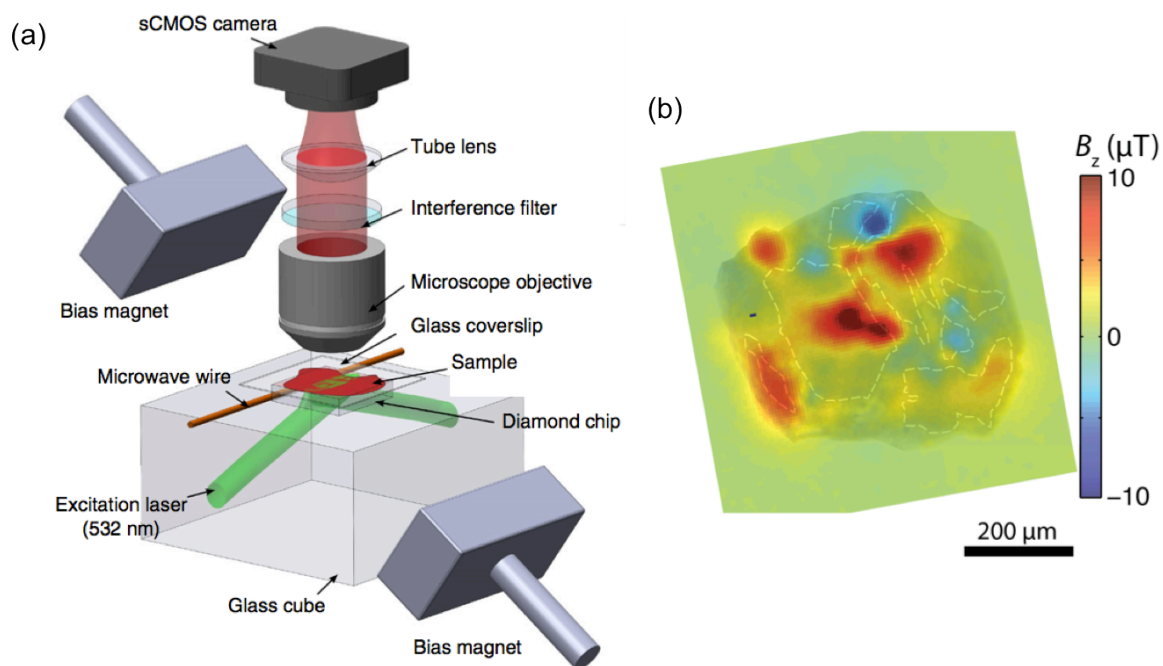 (a)
sCMOS camera
Tube lens
Interference filter
Microscope objective
Bias magnet
Glass coverslip
Microwave wire
Sample
Diamond chip
Excitation laser
(532 nm)
Glass cube
Bias magnet
(b)
Bz (μT)
10
0
−10
200 μm